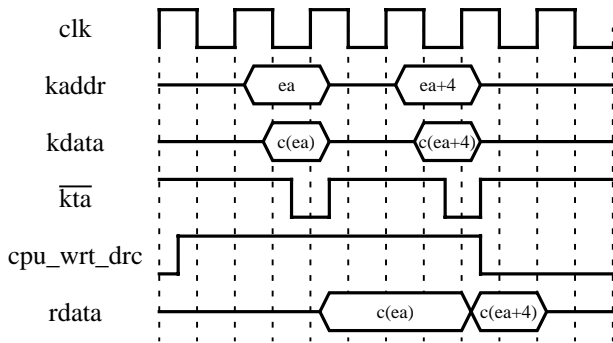 clk
kaddr ea ea+4
kdata c(ea) c(ea+4)
kta
cpu_wrt_drc
rdata c(ea) c(ea+4)